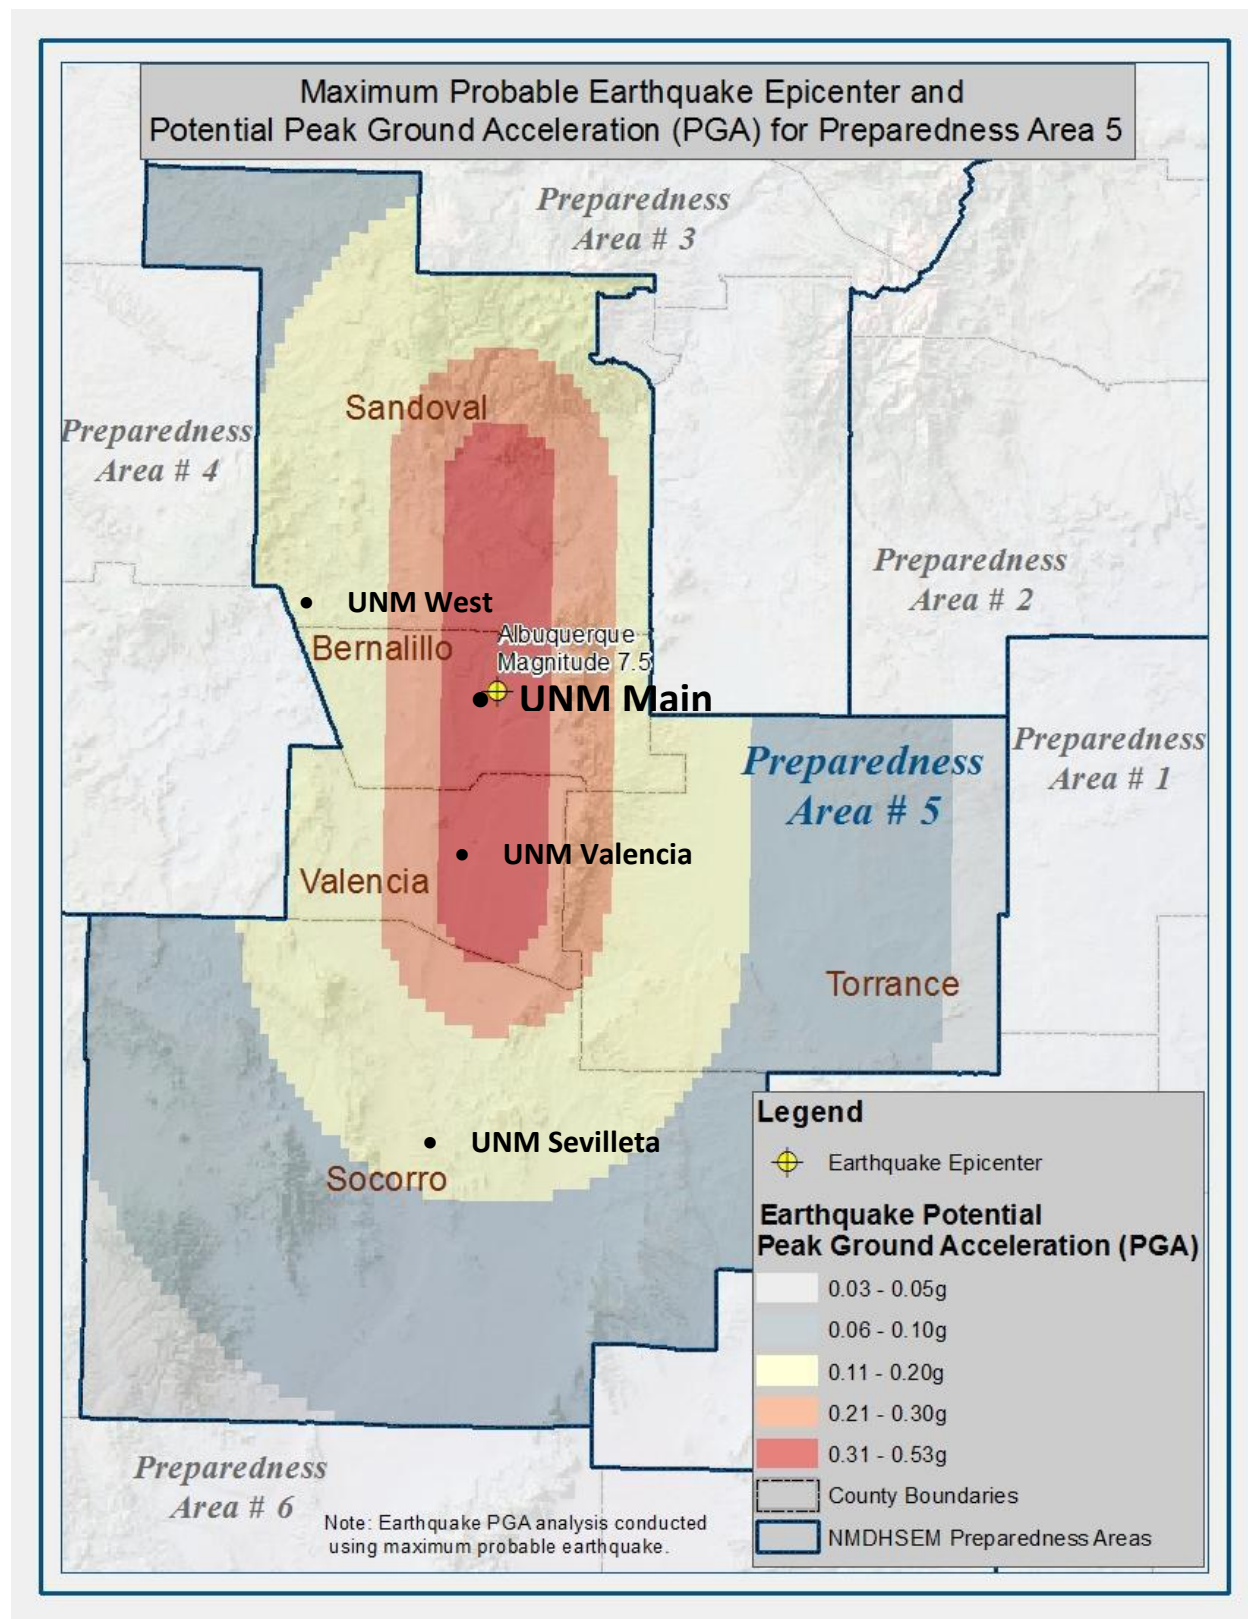 Maximum Probable Earthquake Epicenter and
Potential Peak Ground Acceleration (PGA) for Preparedness Area 5
Preparedness
Area # 3
Sandoval
Preparedness
Area # 4
Preparedness
Area # 2
• UNM West
Albuquerque
Magnitude 7.5
Bernalillo
• UNM Main
Preparedness
Area # 5
Preparedness
Area # 1
• UNM Valencia
Valencia
Torrance
• UNM Sevilleta
Socorro
Preparedness
Area # 6
Note: Earthquake PGA analysis conducted
using maximum probable earthquake.
Legend
Earthquake Epicenter
Earthquake Potential
Peak Ground Acceleration (PGA)
0.03 - 0.05g
0.06 - 0.10g
0.11 - 0.20g
0.21 - 0.30g
0.31 - 0.53g
County Boundaries
NMDHSEM Preparedness Areas